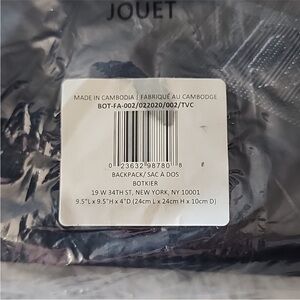 JOUET
MADE IN CAMBODIA / FABRIQUÉ AU CAMBODGE
BOT-FA-002/022020/002/TVC
0 23632 98780 8
BACKPACK/ SAC À DOS
BOTKIER
19 W 34TH ST, NEW YORK, NY 10001
9.5"L x 9.5"H x 4"D (24cm L x 24cm H x 10cm D)